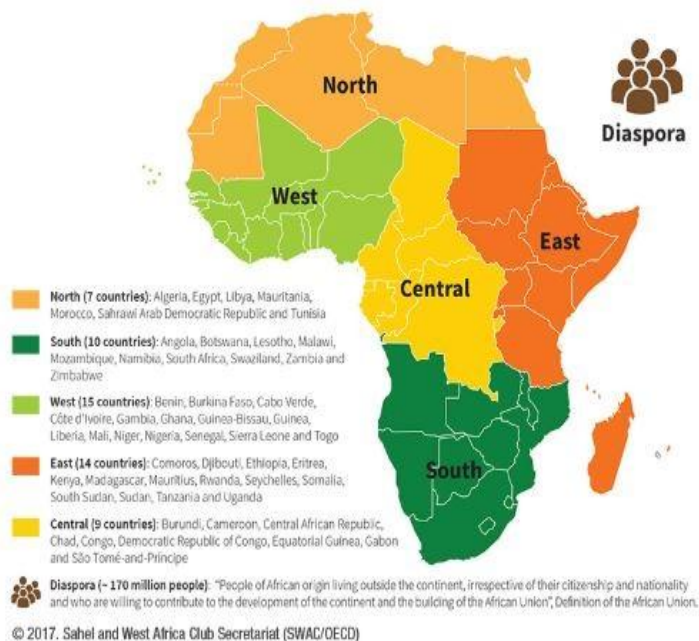 North
Diaspora
West
East
Central
South
North (7 countries): Algeria, Egypt, Libya, Mauritania,
Morocco, Sahrawi Arab Democratic Republic and Tunisia
South (10 countries): Angola, Botswana, Lesotho, Malawi,
Mozambique, Namibia, South Africa, Swaziland, Zambia and
Zimbabwe
West (15 countries): Benin, Burkina Faso, Cabo Verde,
Côte d'Ivoire, Gambia, Ghana, Guinea-Bissau, Guinea,
Liberia, Mali, Niger, Nigeria, Senegal, Sierra Leone and Togo
East (14 countries): Comoros, Djibouti, Ethiopia, Eritrea,
Kenya, Madagascar, Mauritius, Rwanda, Seychelles, Somalia,
South Sudan, Sudan, Tanzania and Uganda
Central (9 countries): Burundi, Cameroon, Central African Republic,
Chad, Congo, Democratic Republic of Congo, Equatorial Guinea, Gabon
and São Tomé-and-Príncipe
Diaspora (~ 170 million people): "People of African origin living outside the continent, irrespective of their citizenship and nationality
and who are willing to contribute to the development of the continent and the building of the African Union", Definition of the African Union.
© 2017. Sahel and West Africa Club Secretariat (SWAC/OECD)